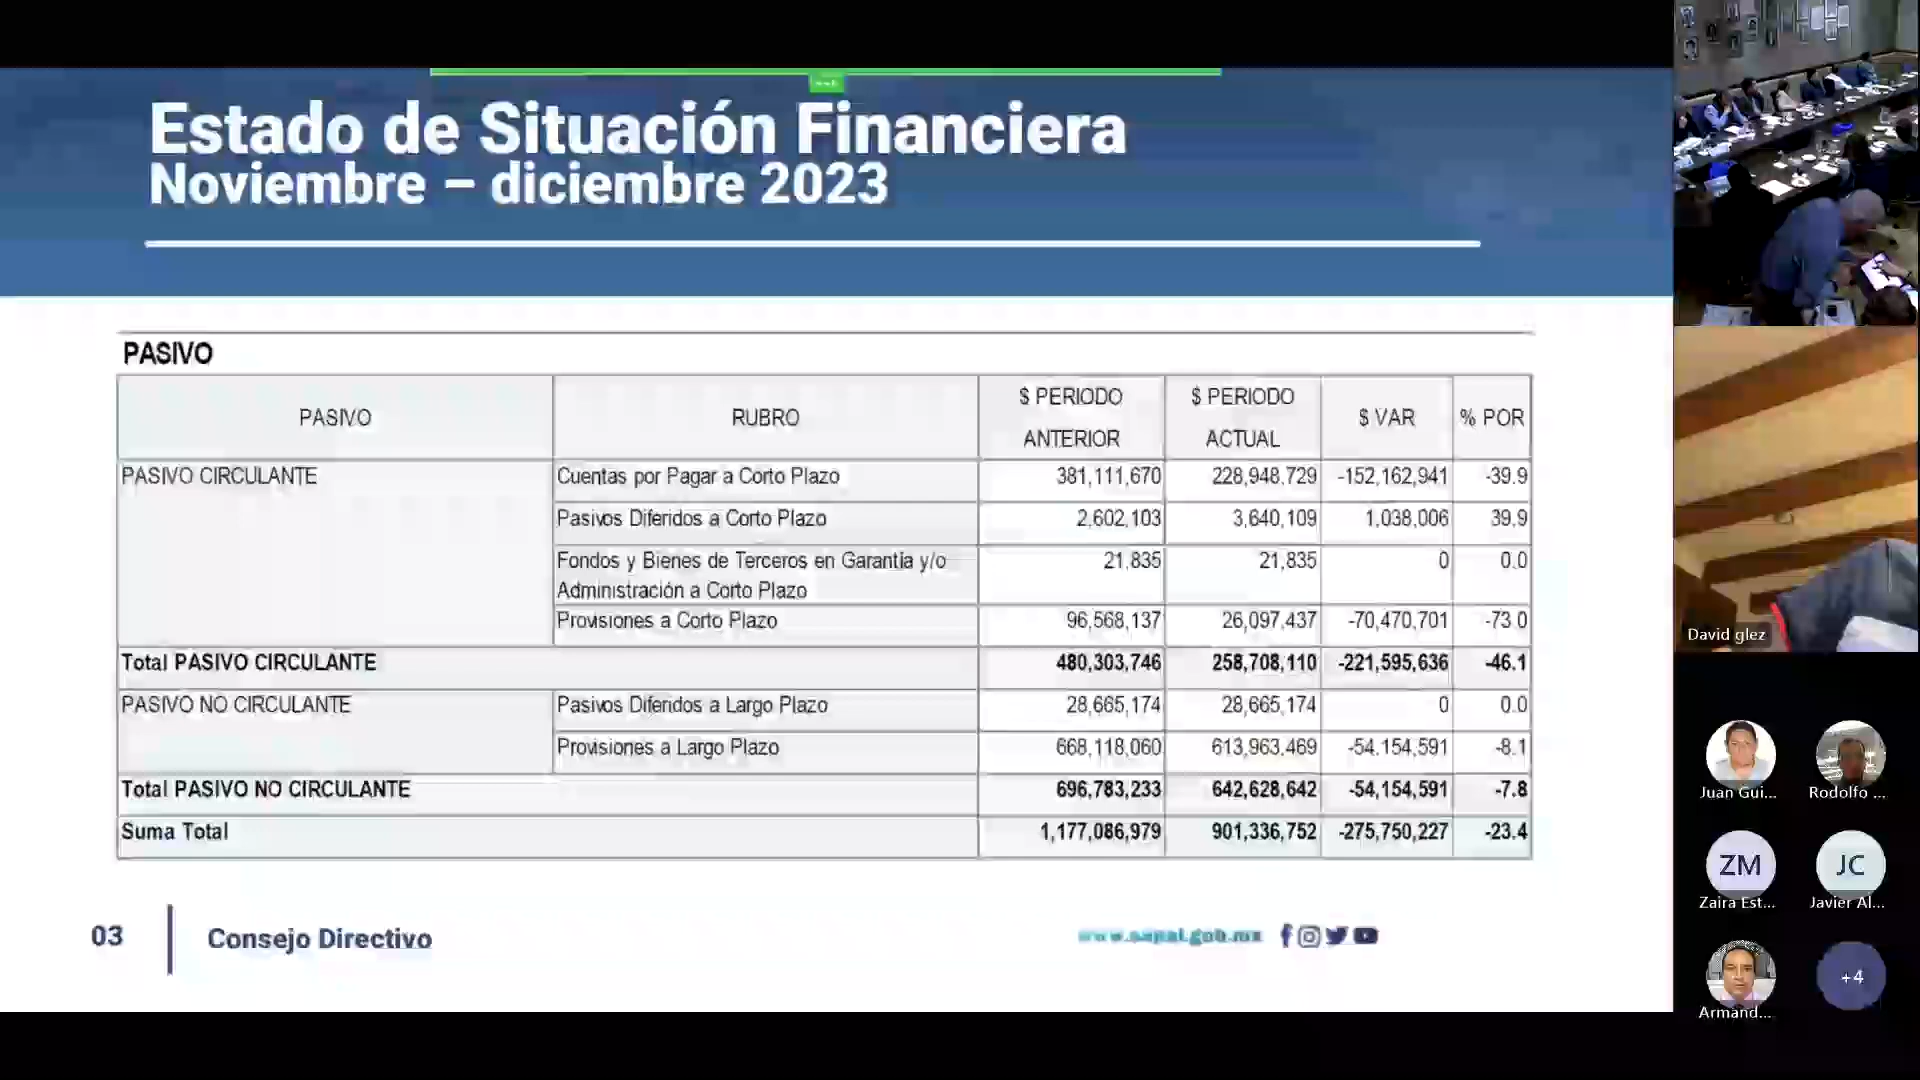 Estado de Situación Financiera
Noviembre – diciembre 2023
PASIVO
PASIVO RUBRO $ PERIODO ANTERIOR $ PERIODO ACTUAL $ VAR % POR
PASIVO CIRCULANTE Cuentas por Pagar a Corto Plazo 381,111,670 228,948,729 -152,162,941 -39.9
Pasivos Diferidos a Corto Plazo 2,602,103 3,640,109 1,038,006 39.9
Fondos y Bienes de Terceros en Garantía y/o Administración a Corto Plazo 21,835 21,835 0 0.0
Provisiones a Corto Plazo 96,568,137 26,097,437 -70,470,701 -73.0
Total PASIVO CIRCULANTE 480,303,746 258,708,110 -221,595,636 -46.1
PASIVO NO CIRCULANTE Pasivos Diferidos a Largo Plazo 28,665,174 28,665,174 0 0.0
Provisiones a Largo Plazo 668,118,060 613,963,469 -54,154,591 -8.1
Total PASIVO NO CIRCULANTE 696,783,233 642,628,642 -54,154,591 -7.8
Suma Total 1,177,086,979 901,336,752 -275,750,227 -23.4
03 Consejo Directivo www.sapal.gob.mx
David glez
Juan Gui... Rodolfo ...
ZM JC
Zaira Est... Javier Al...
+4
Armand...